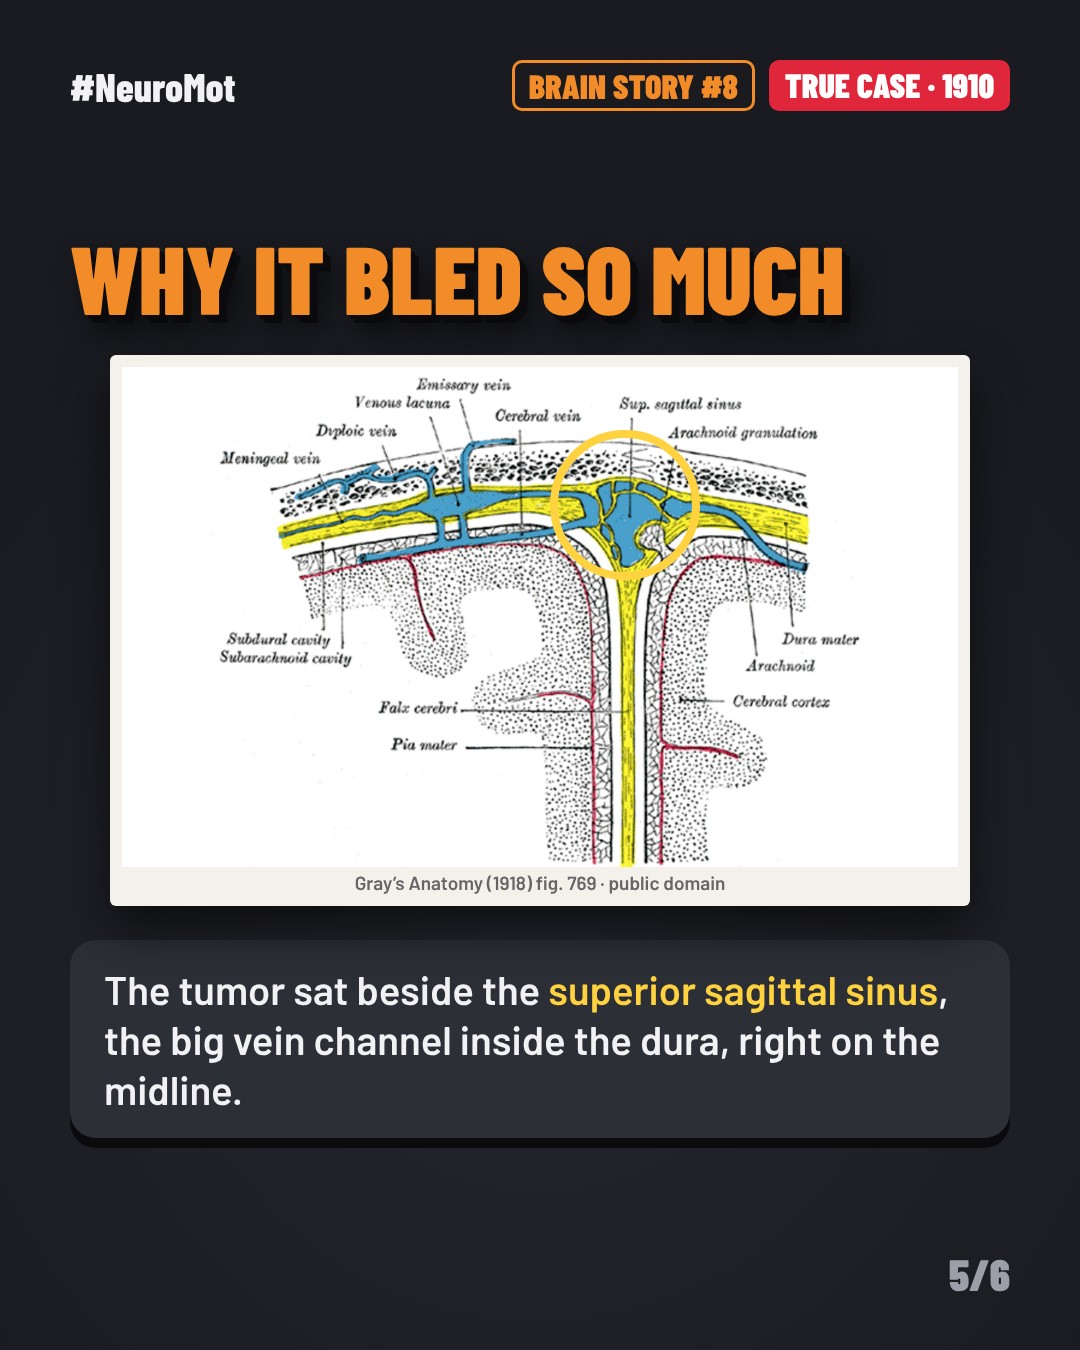 #NeuroMot
BRAIN STORY #8
TRUE CASE · 1910
WHY IT BLED SO MUCH
Emissary vein
Venous lacuna
Cerebral vein
Sup. sagittal sinus
Diploic vein
Arachnoid granulation
Meningeal vein
Subdural cavity
Subarachnoid cavity
Dura mater
Arachnoid
Falx cerebri
Cerebral cortex
Pia mater
Gray's Anatomy (1918) fig. 769 · public domain
The tumor sat beside the superior sagittal sinus,
the big vein channel inside the dura, right on the
midline.
5/6